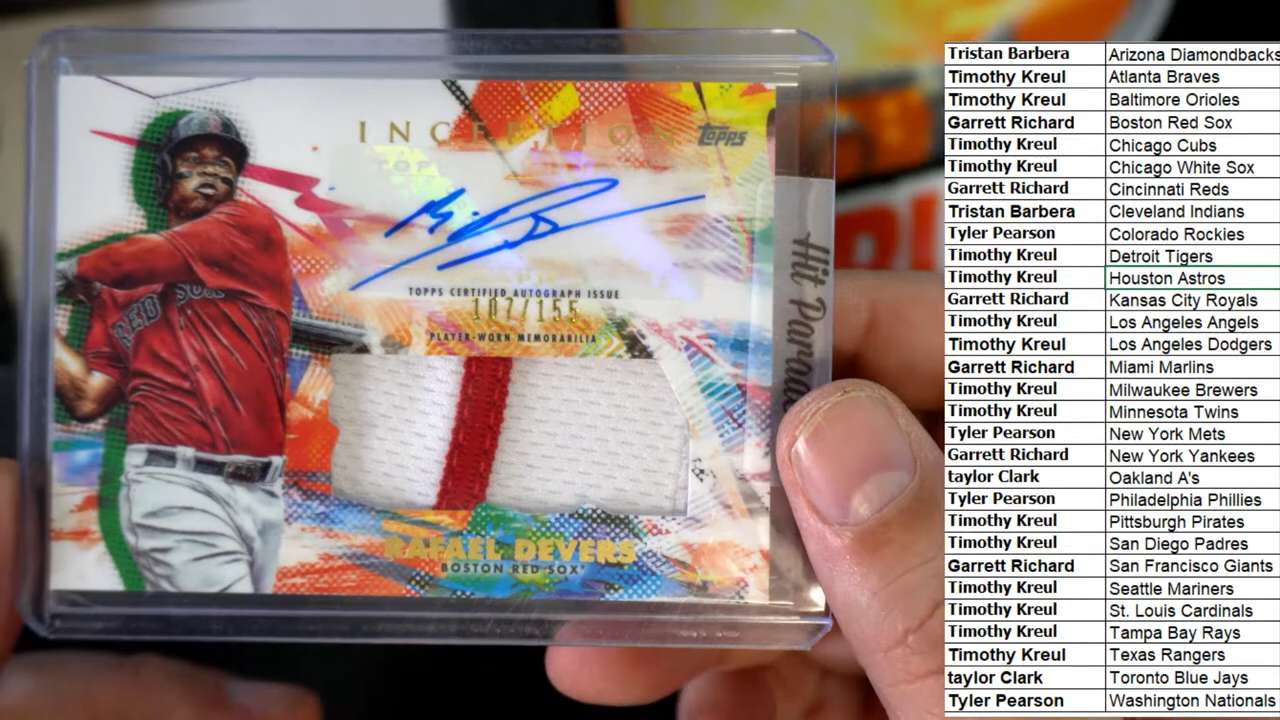 INCEPTION
topps
TOPPS CERTIFIED AUTOGRAPH ISSUE
107/155
PLAYER-WORN MEMORABILIA
RED SOX
RAFAEL DEVERS
BOSTON RED SOX
Hit Parad
Tristan Barbera Arizona Diamondbacks
Timothy Kreul Atlanta Braves
Timothy Kreul Baltimore Orioles
Garrett Richard Boston Red Sox
Timothy Kreul Chicago Cubs
Timothy Kreul Chicago White Sox
Garrett Richard Cincinnati Reds
Tristan Barbera Cleveland Indians
Tyler Pearson Colorado Rockies
Timothy Kreul Detroit Tigers
Timothy Kreul Houston Astros
Garrett Richard Kansas City Royals
Timothy Kreul Los Angeles Angels
Timothy Kreul Los Angeles Dodgers
Garrett Richard Miami Marlins
Timothy Kreul Milwaukee Brewers
Timothy Kreul Minnesota Twins
Tyler Pearson New York Mets
Garrett Richard New York Yankees
taylor Clark Oakland A's
Tyler Pearson Philadelphia Phillies
Timothy Kreul Pittsburgh Pirates
Timothy Kreul San Diego Padres
Garrett Richard San Francisco Giants
Timothy Kreul Seattle Mariners
Timothy Kreul St. Louis Cardinals
Timothy Kreul Tampa Bay Rays
Timothy Kreul Texas Rangers
taylor Clark Toronto Blue Jays
Tyler Pearson Washington Nationals